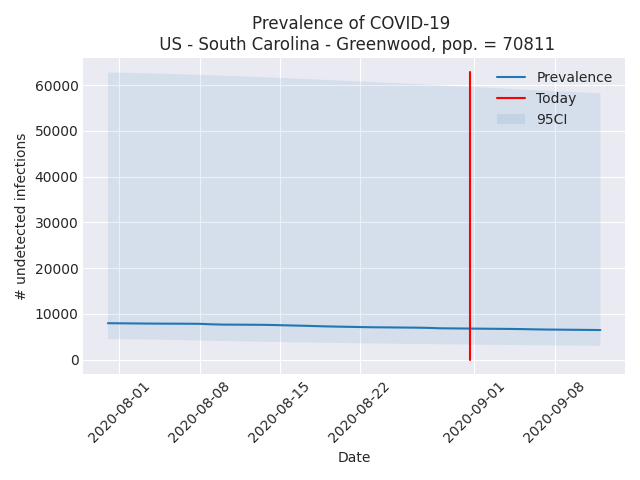 Prevalence of COVID-19
US - South Carolina - Greenwood, pop. = 70811
Prevalence
Today
95CI
# undetected infections
60000
50000
40000
30000
20000
10000
0
2020-08-01
2020-08-08
2020-08-15
2020-08-22
2020-09-01
2020-09-08
Date